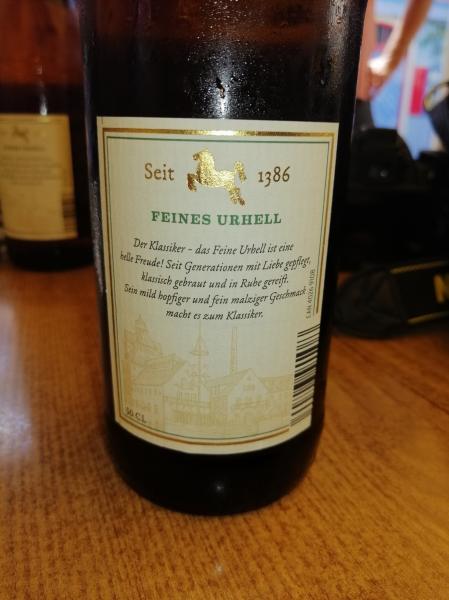 Seit 1386
FEINES URHELL
Der Klassiker - das Feine Urhell ist eine
helle Freude! Seit Generationen mit Liebe gepflegt,
klassisch gebraut und in Ruhe gereift.
Sein mild hopfiger und fein malziger Geschmack
macht es zum Klassiker.
50 CL